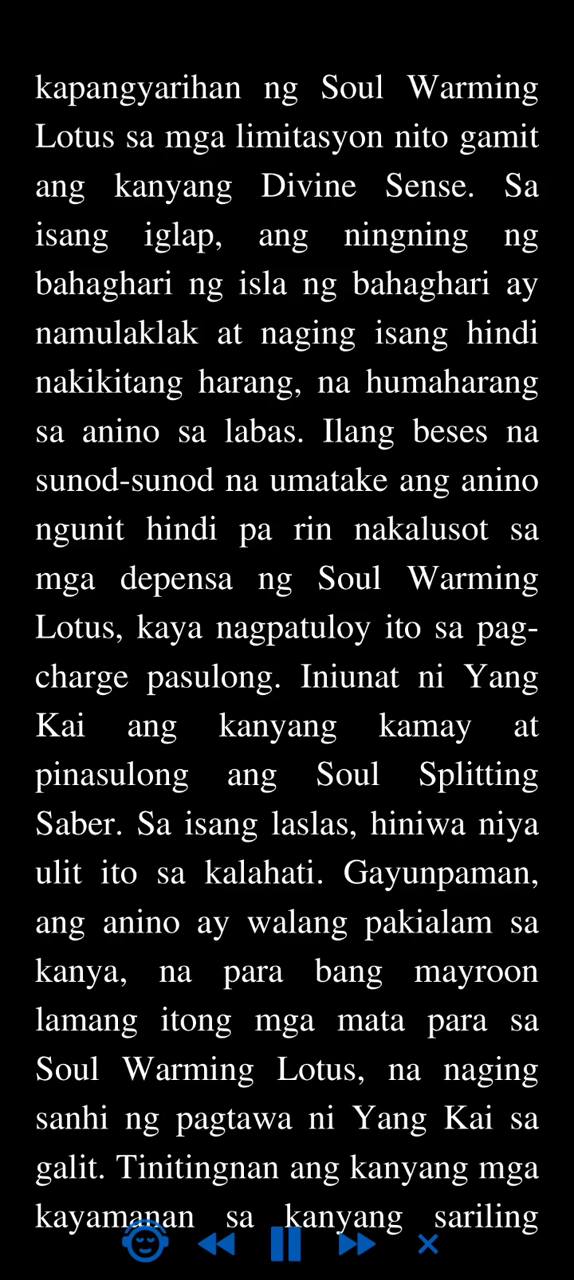 kapangyarihan ng Soul Warming
Lotus sa mga limitasyon nito gamit
ang kanyang Divine Sense. Sa
isang iglap, ang ningning ng
bahaghari ng isla ng bahaghari ay
namulaklak at naging isang hindi
nakikitang harang, na humaharang
sa anino sa labas. Ilang beses na
sunod-sunod na umatake ang anino
ngunit hindi pa rin nakalusot sa
mga depensa ng Soul Warming
Lotus, kaya nagpatuloy ito sa pag-
charge pasulong. Iniunat ni Yang
Kai ang kanyang kamay at
pinasulong ang Soul Splitting
Saber. Sa isang laslas, hiniwa niya
ulit ito sa kalahati. Gayunpaman,
ang anino ay walang pakialam sa
kanya, na para bang mayroon
lamang itong mga mata para sa
Soul Warming Lotus, na naging
sanhi ng pagtawa ni Yang Kai sa
galit. Tinitingnan ang kanyang mga
kayamanan sa kanyang sariling